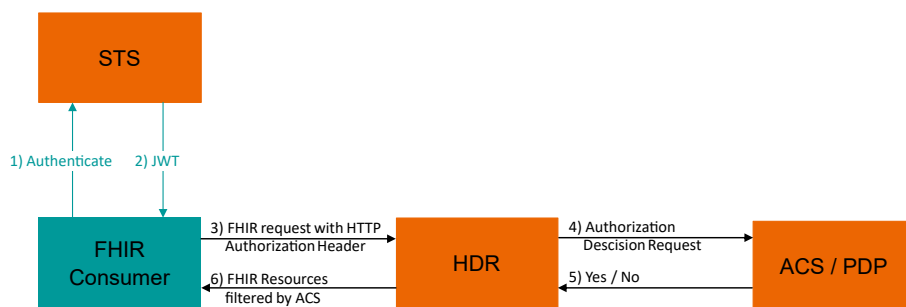 STS
1) Authenticate
2) JWT
FHIR
Consumer
3) FHIR request with HTTP
Authorization Header
6) FHIR Resources
filtered by ACS
HDR
4) Authorization
Descision Request
5) Yes / No
ACS / PDP